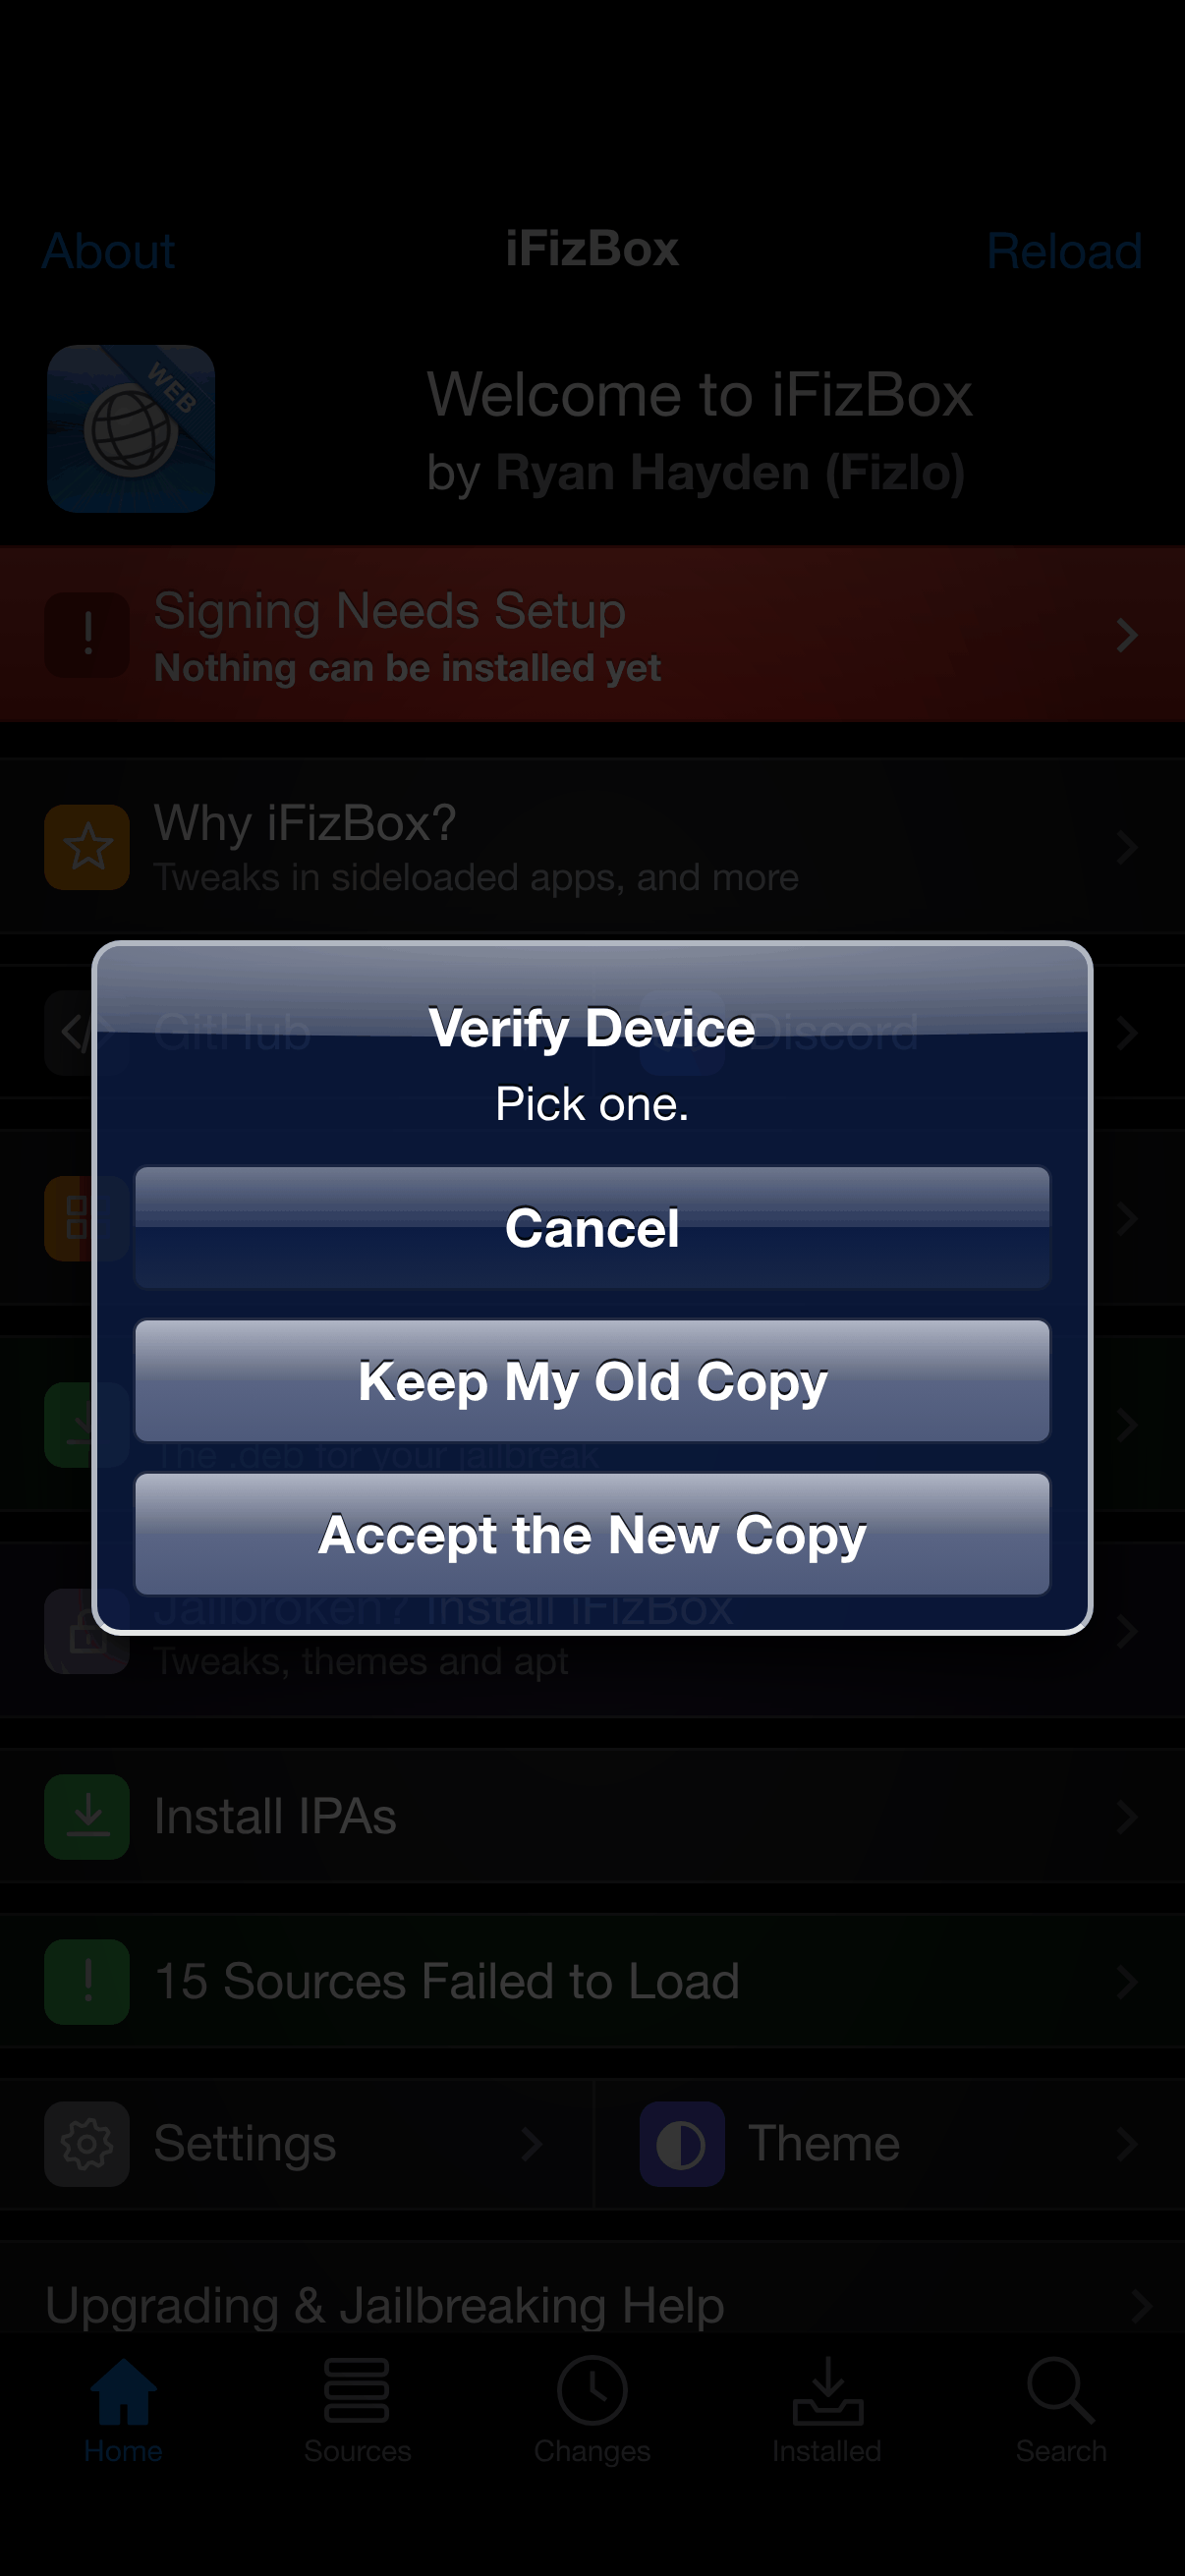 About
iFizBox
Reload
WEB
Welcome to iFizBox
by Ryan Hayden (Fizlo)
Signing Needs Setup
Nothing can be installed yet
Why iFizBox?
Tweaks in sideloaded apps, and more
GitHub
Discord
Verify Device
Pick one.
Cancel
Keep My Old Copy
The .deb for your jailbreak
Accept the New Copy
Jailbroken? Install iFizBox
Tweaks, themes and apt
Install IPAs
15 Sources Failed to Load
Settings
Theme
Upgrading & Jailbreaking Help
Home
Sources
Changes
Installed
Search